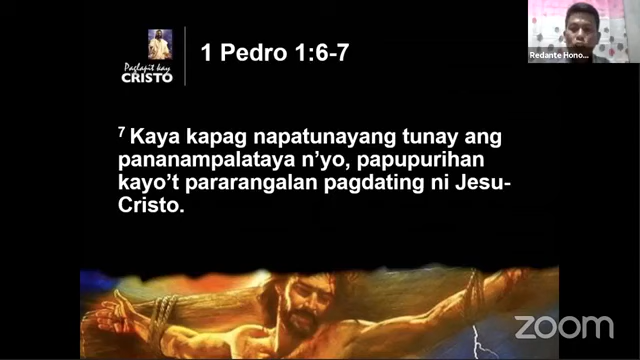 Paglapit kay
CRISTO
1 Pedro 1:6-7
Redante Hono...
7 Kaya kapag napatunayang tunay ang
pananampalataya n’yo, papupurihan
kayo’t pararangalan pagdating ni Jesu-
Cristo.
zoom